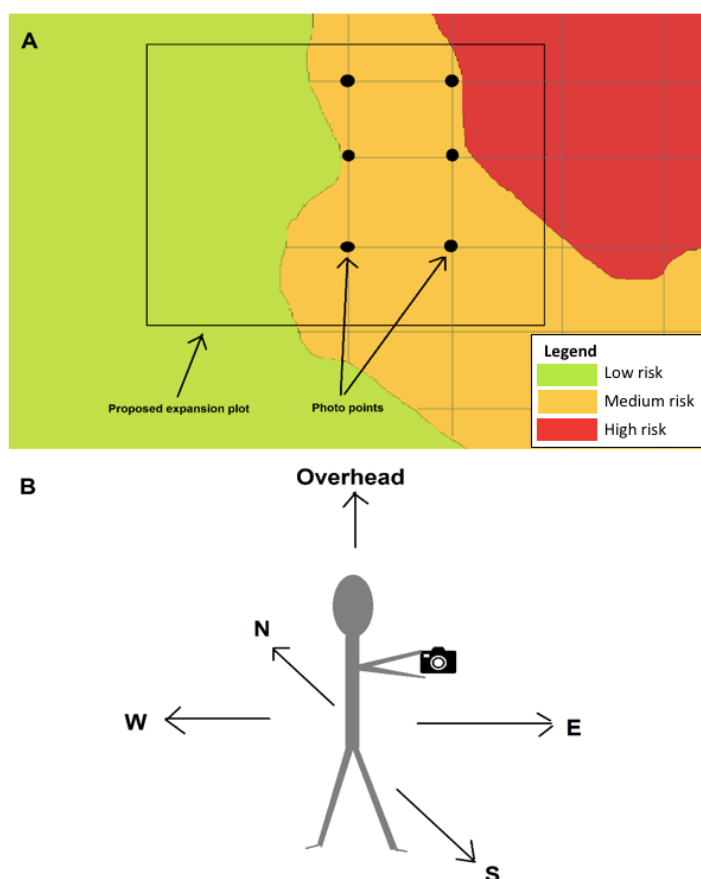 A
Legend
Low risk
Medium risk
High risk
Proposed expansion plot
Photo points
B
Overhead
N
W
E
S